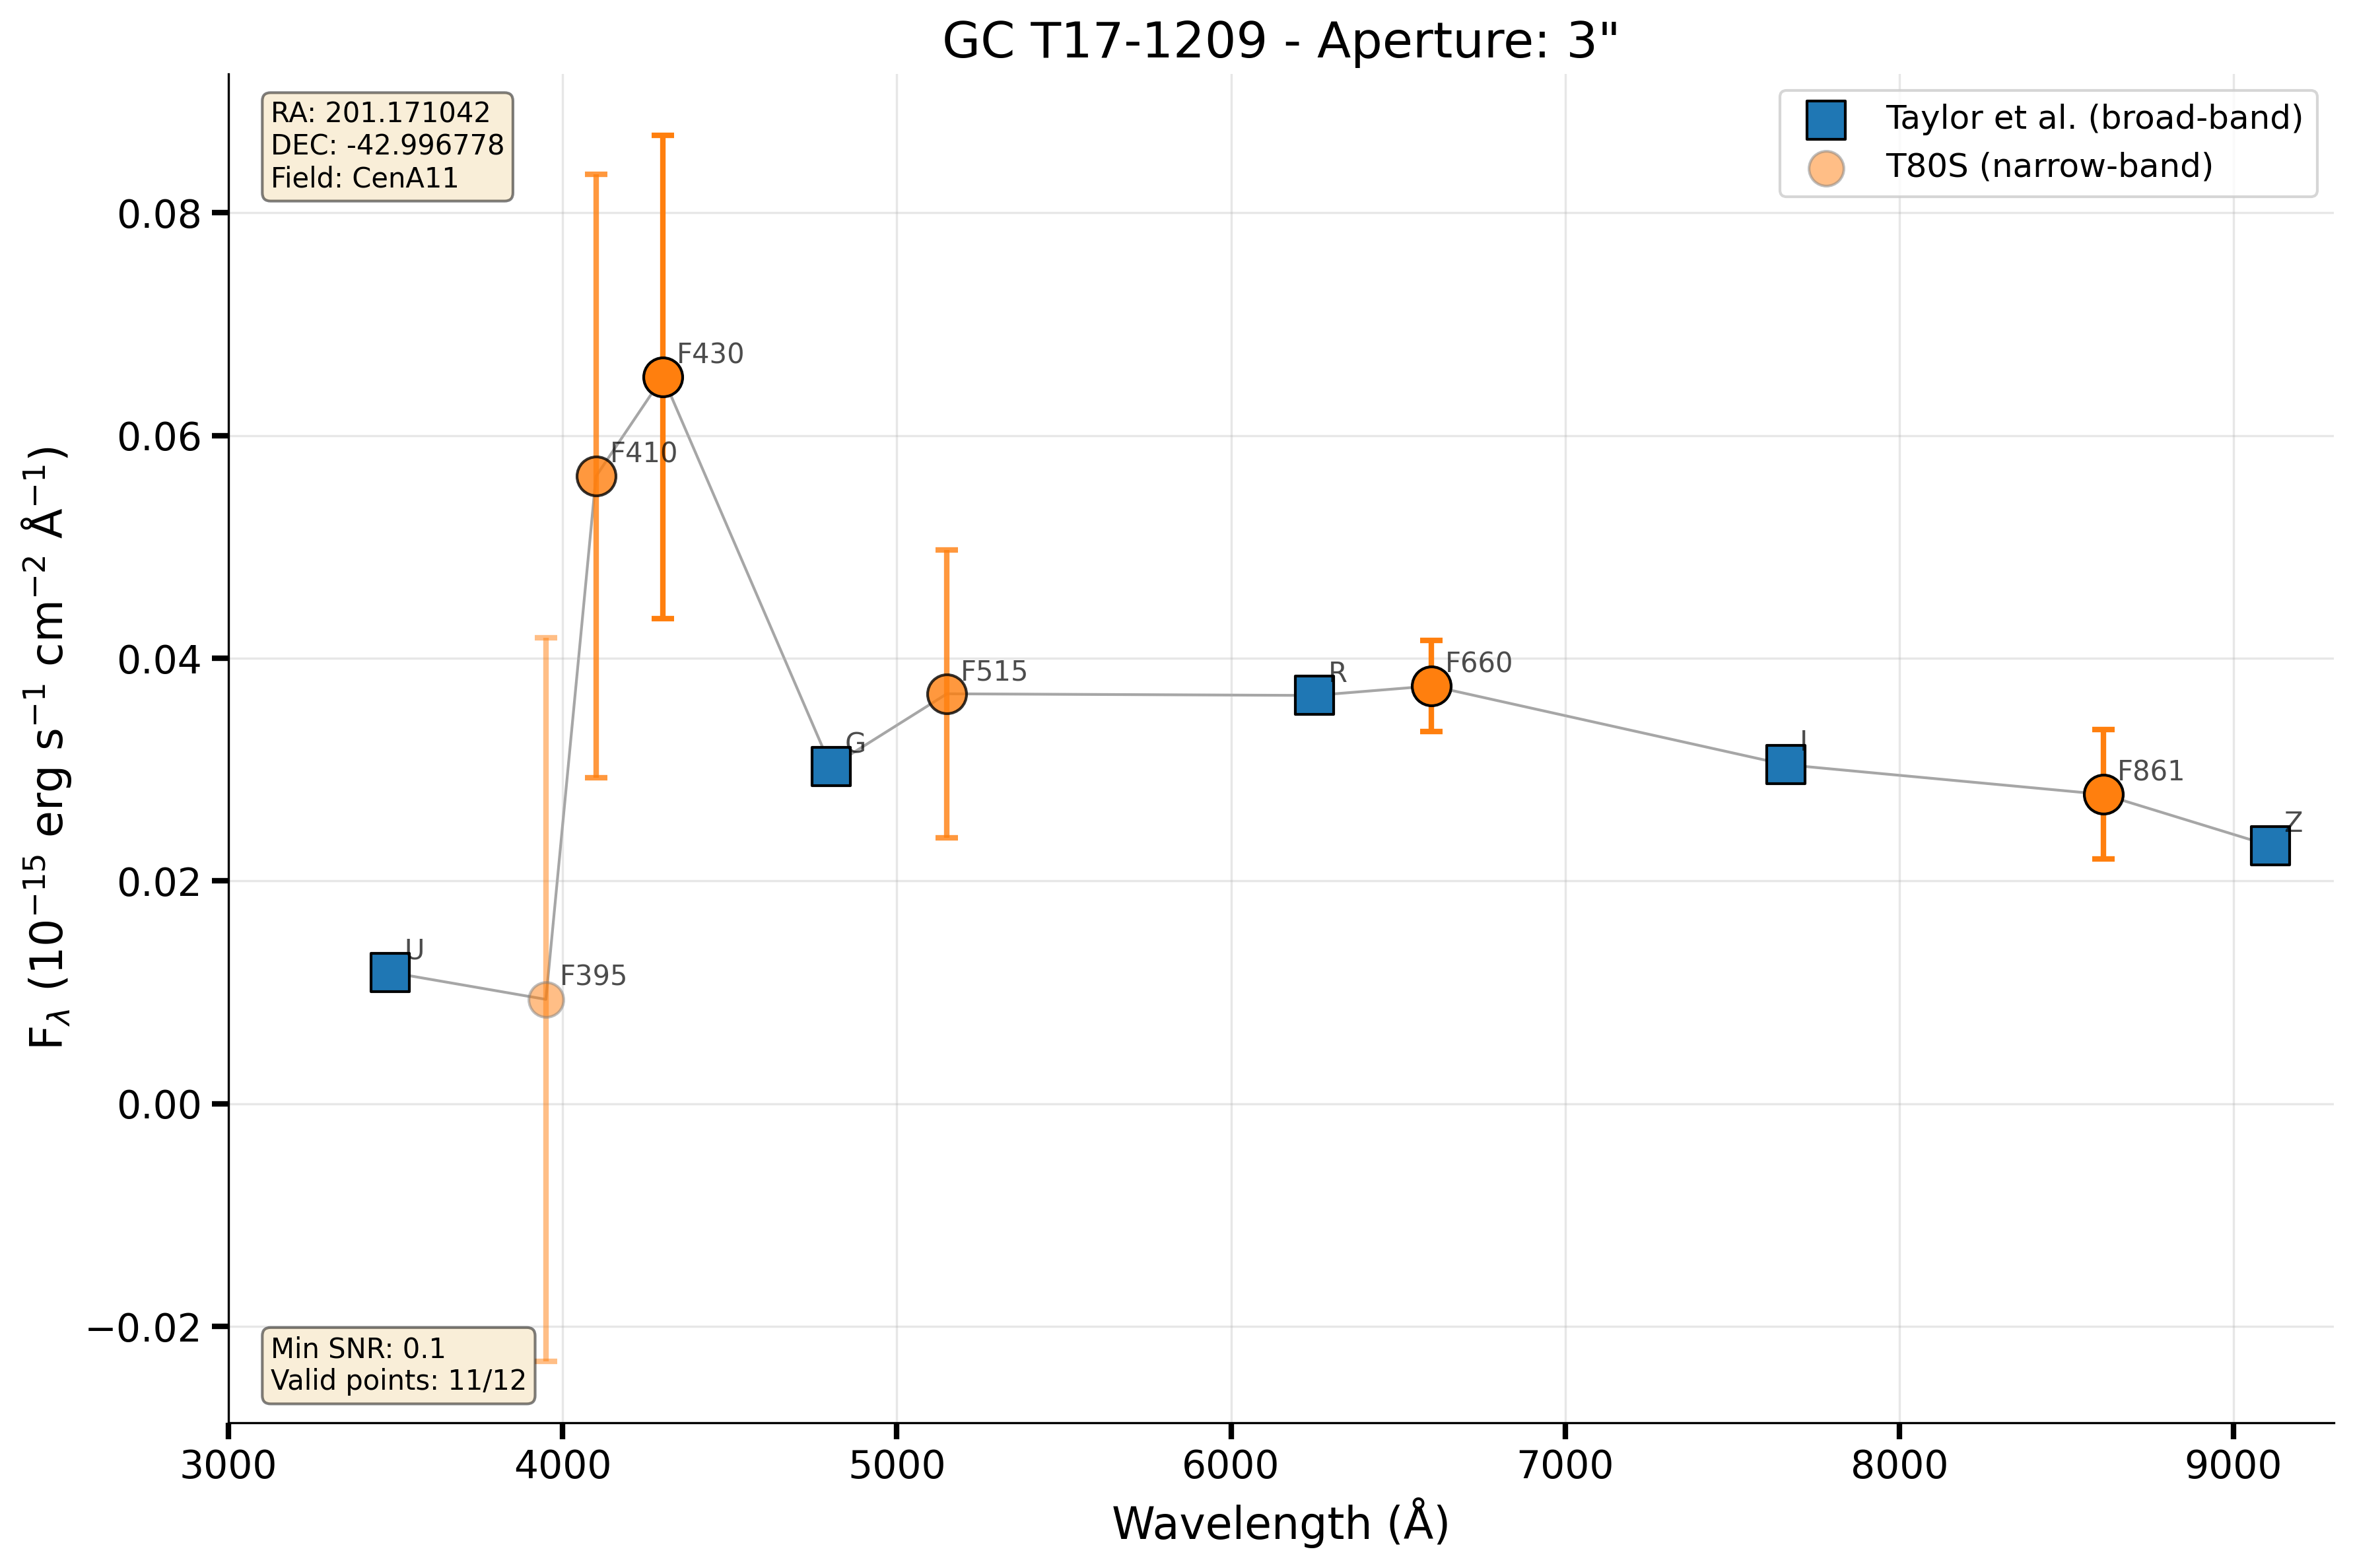 GC T17-1209 - Aperture: 3"
RA: 201.171042
DEC: -42.996778
Field: CenA11
Taylor et al. (broad-band)
T80S (narrow-band)
0.08
0.06
0.04
0.02
0.00
−0.02
F430
F410
F515
R
F660
G
I
F861
Z
U
F395
Min SNR: 0.1
Valid points: 11/12
3000
4000
5000
6000
7000
8000
9000
Wavelength (Å)
F_λ (10⁻¹⁵ erg s⁻¹ cm⁻² Å⁻¹)